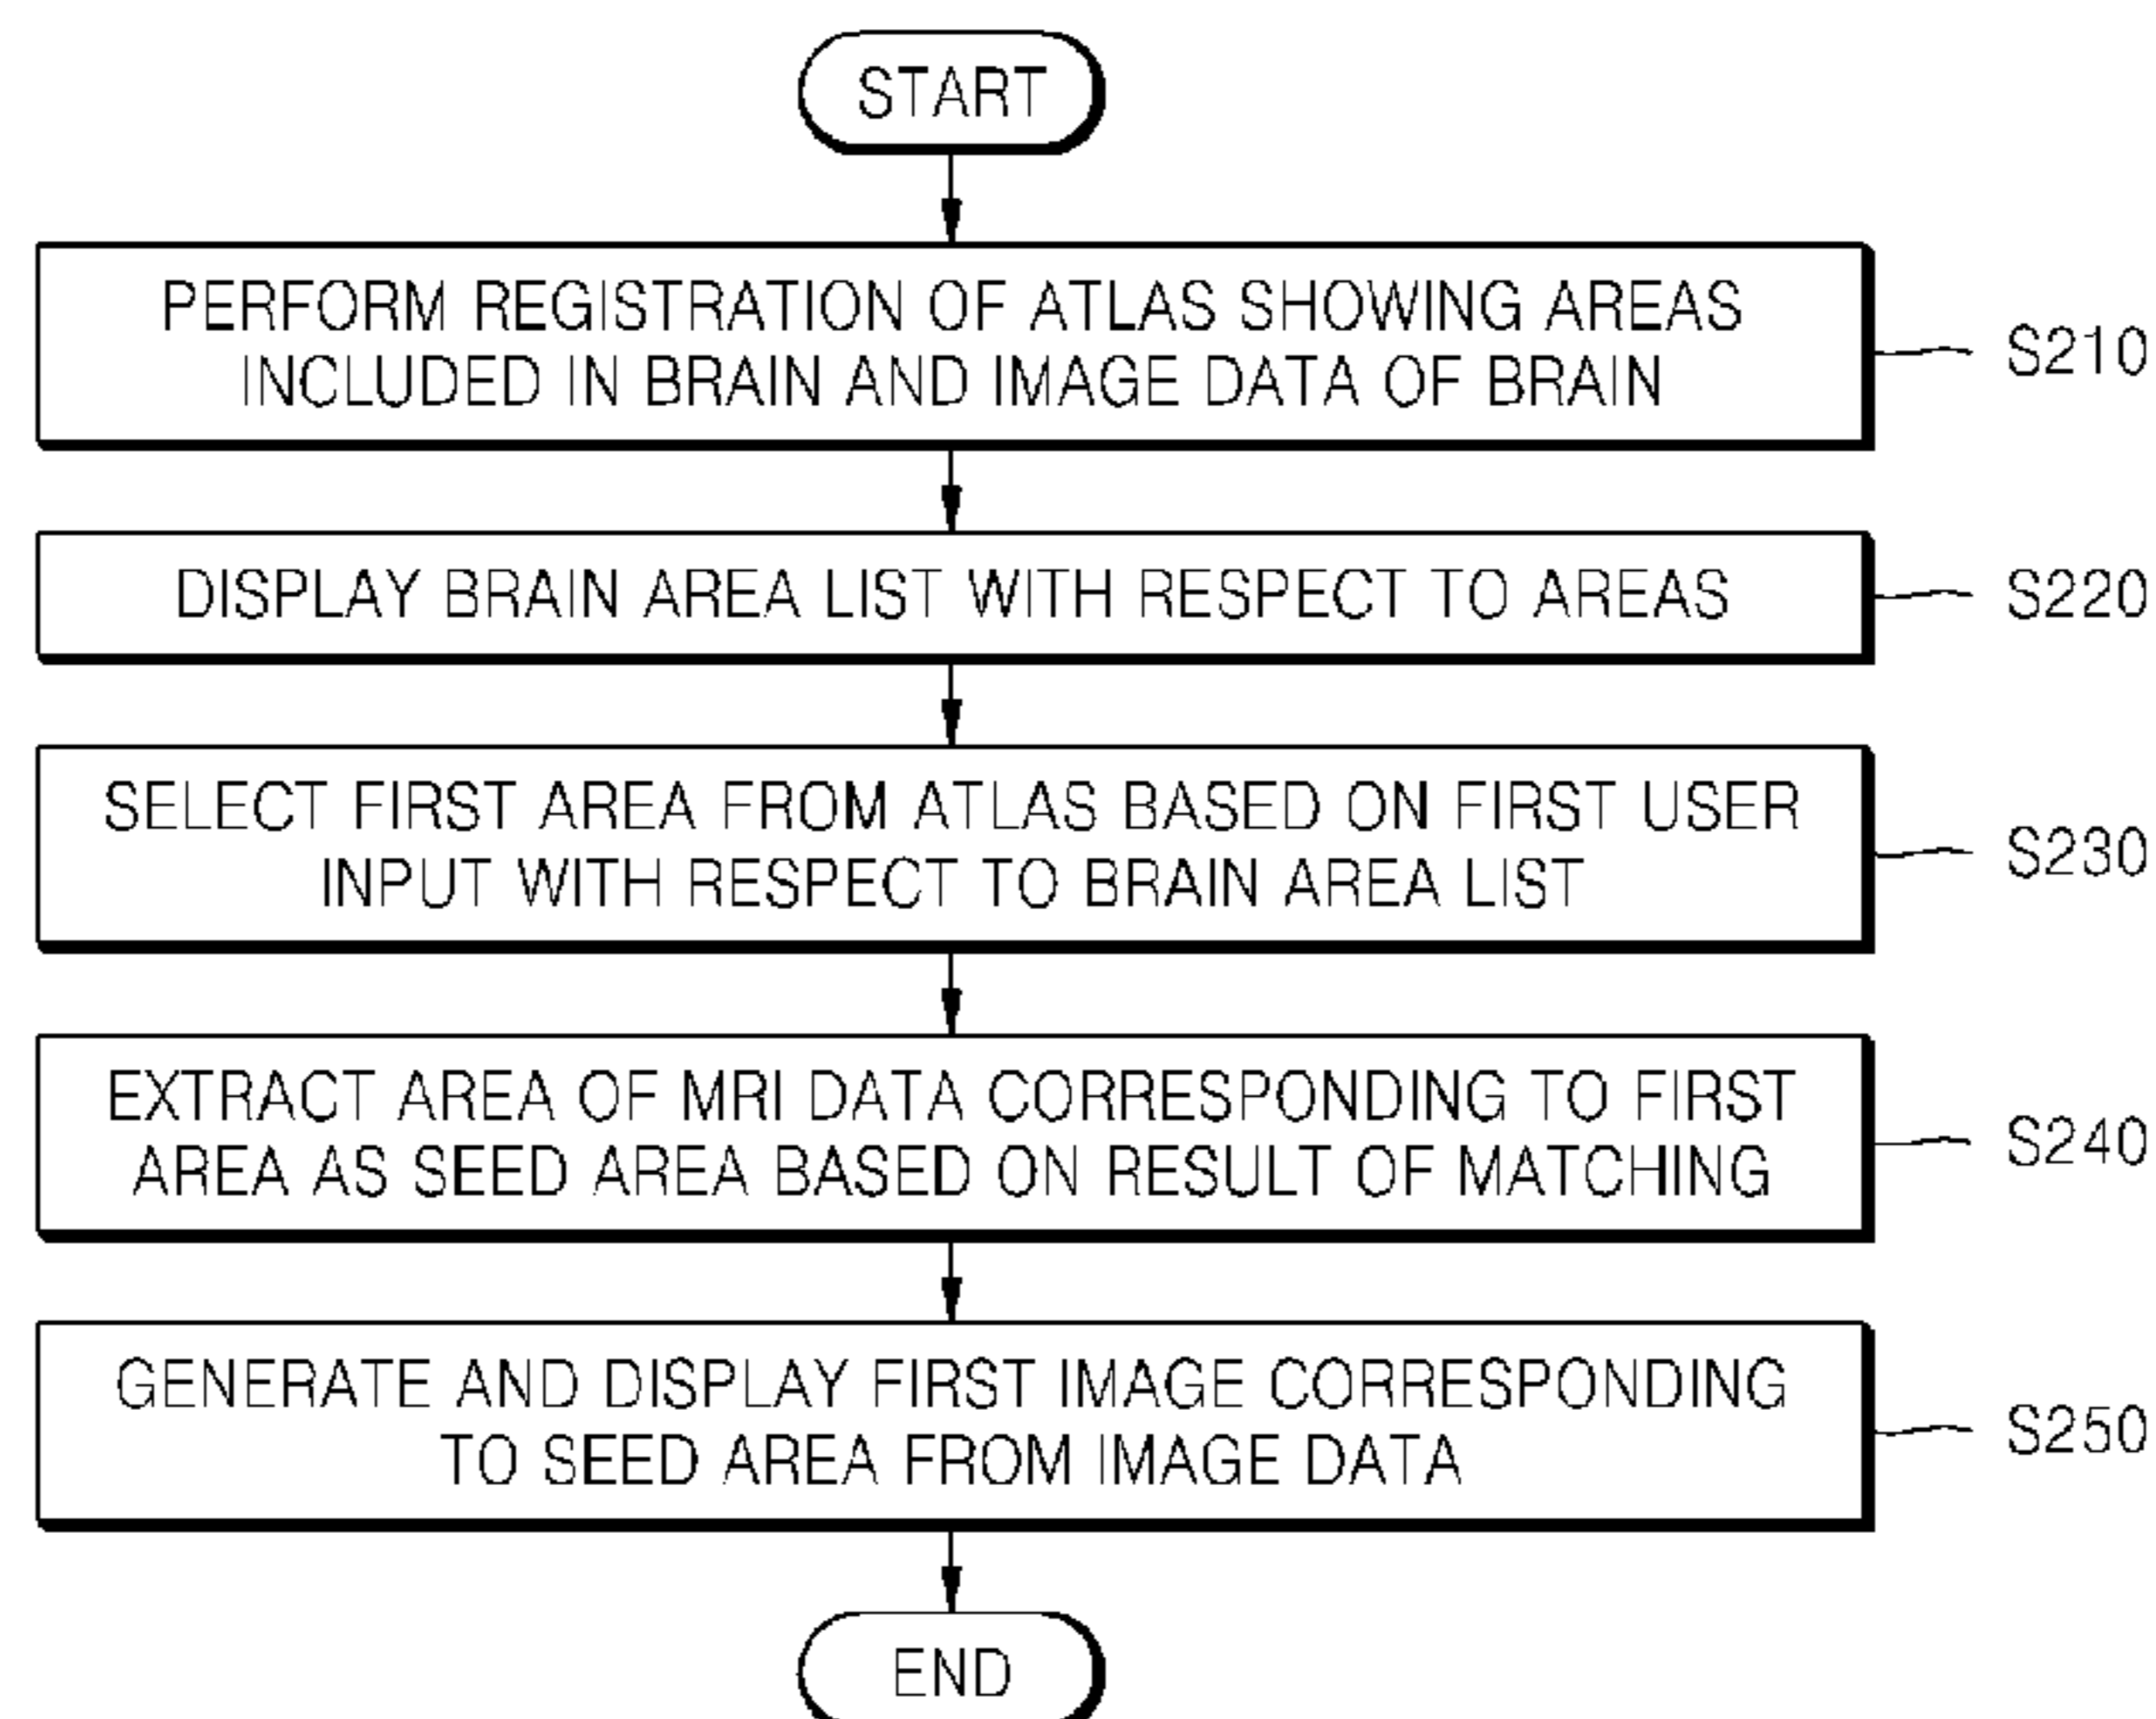 START
PERFORM REGISTRATION OF ATLAS SHOWING AREAS
INCLUDED IN BRAIN AND IMAGE DATA OF BRAIN
S210
DISPLAY BRAIN AREA LIST WITH RESPECT TO AREAS
S220
SELECT FIRST AREA FROM ATLAS BASED ON FIRST USER
INPUT WITH RESPECT TO BRAIN AREA LIST
S230
EXTRACT AREA OF MRI DATA CORRESPONDING TO FIRST
AREA AS SEED AREA BASED ON RESULT OF MATCHING
S240
GENERATE AND DISPLAY FIRST IMAGE CORRESPONDING
TO SEED AREA FROM IMAGE DATA
S250
END